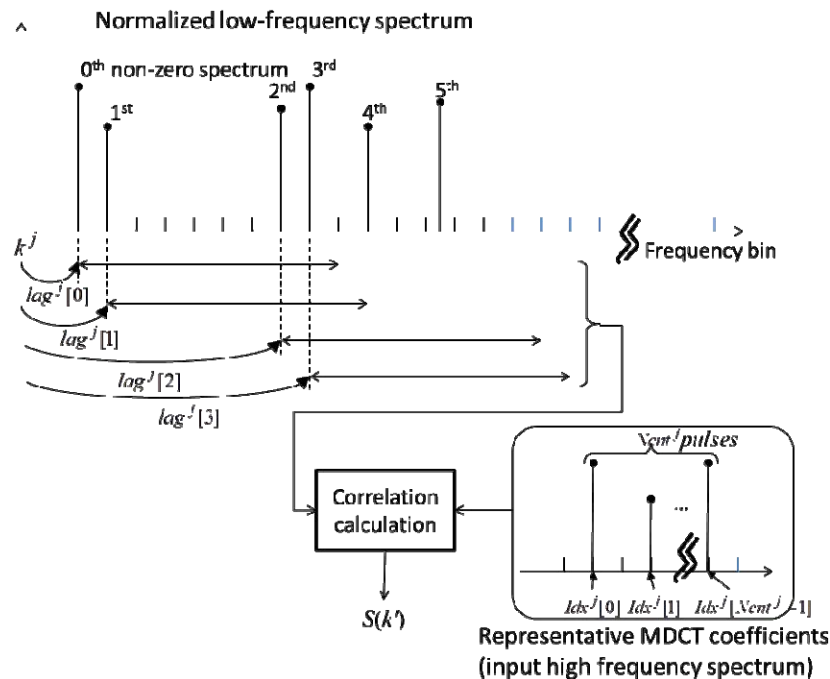 Normalized low-frequency spectrum
0th non-zero spectrum
1st
2nd
3rd
4th
5th
k^j
Frequency bin
lag^j[0]
lag^j[1]
lag^j[2]
lag^j[3]
Ncnt^j pulses
Correlation
calculation
...
S(k')
Idx^j[0] Idx^j[1] Idx^j[Ncnt^j-1]
Representative MDCT coefficients
(input high frequency spectrum)